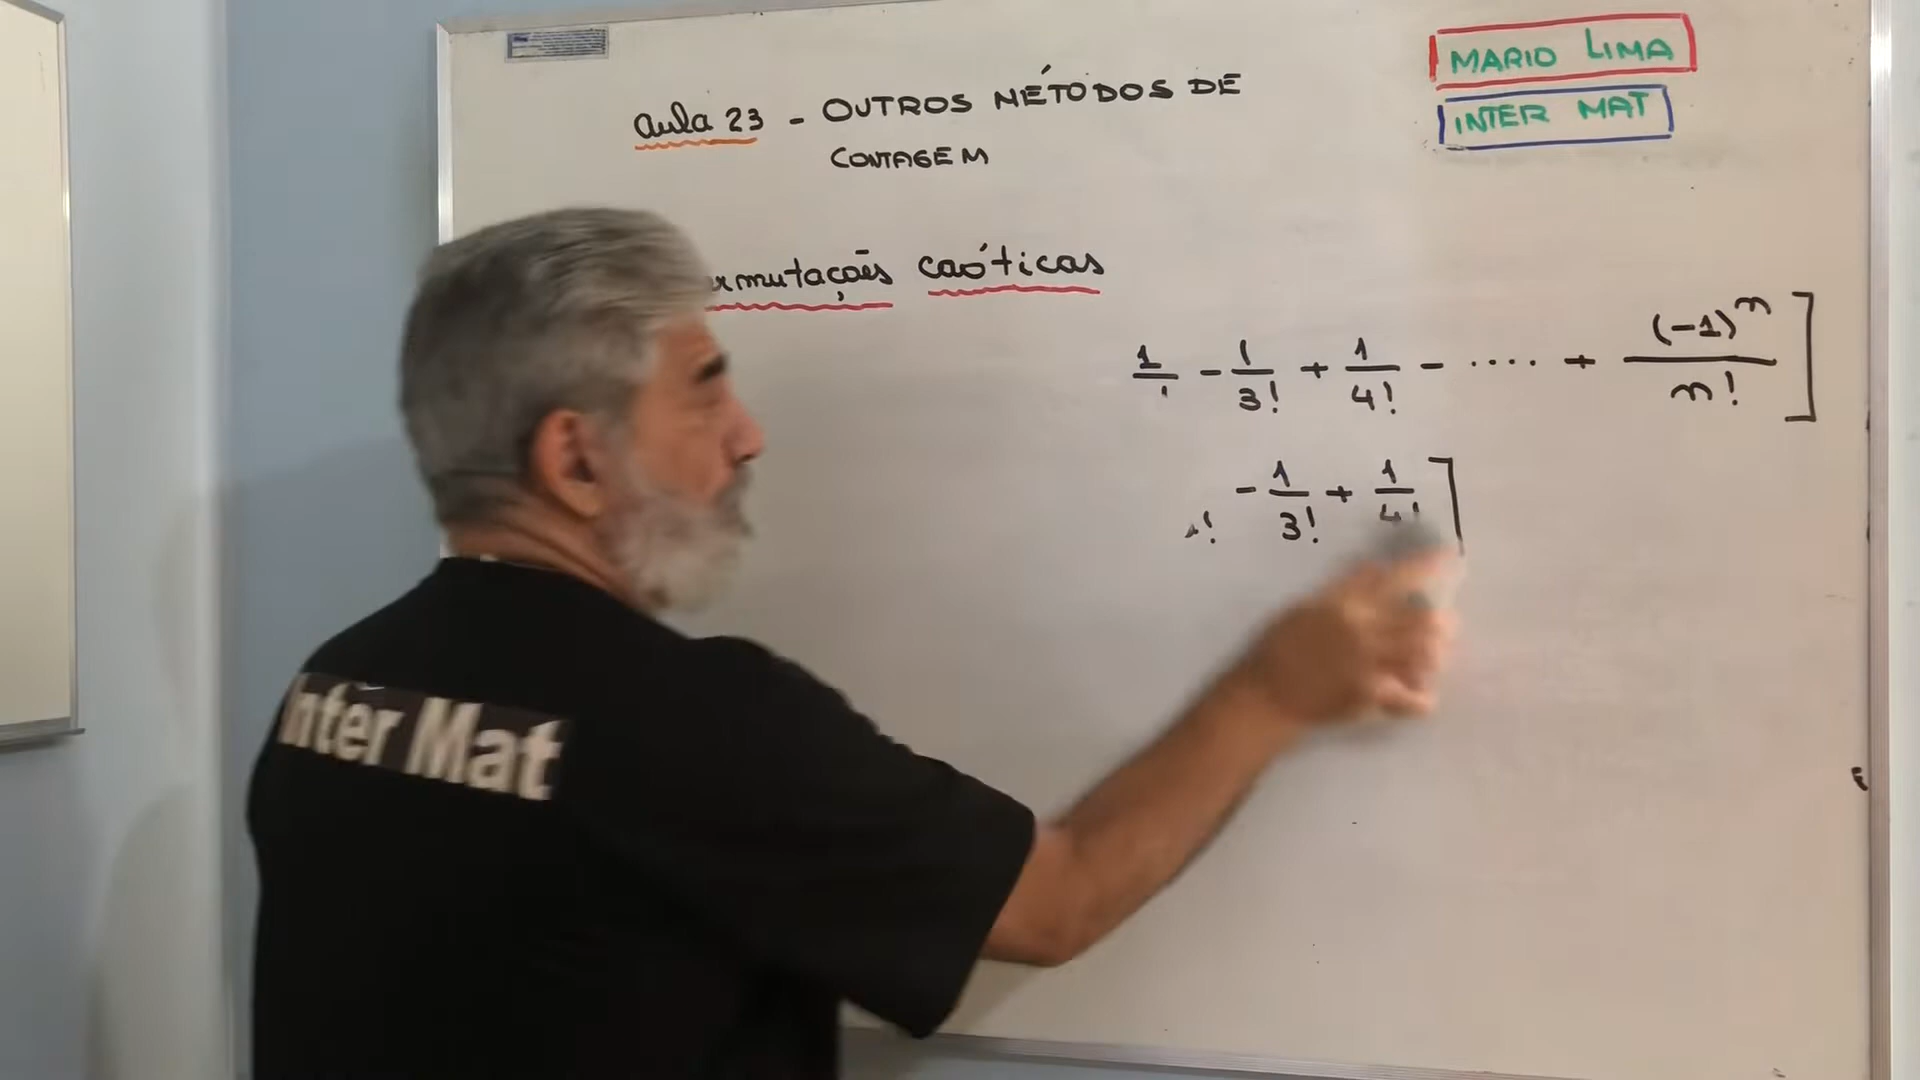 aula 23 - OUTROS MÉTODOS DE
CONTAGEM
MARIO LIMA
INTER MAT
caóticas
1/ - 1/3! + 1/4! - .... + (-1)^n/n! ]
- 1/3! + 1/4! ]
Inter Mat